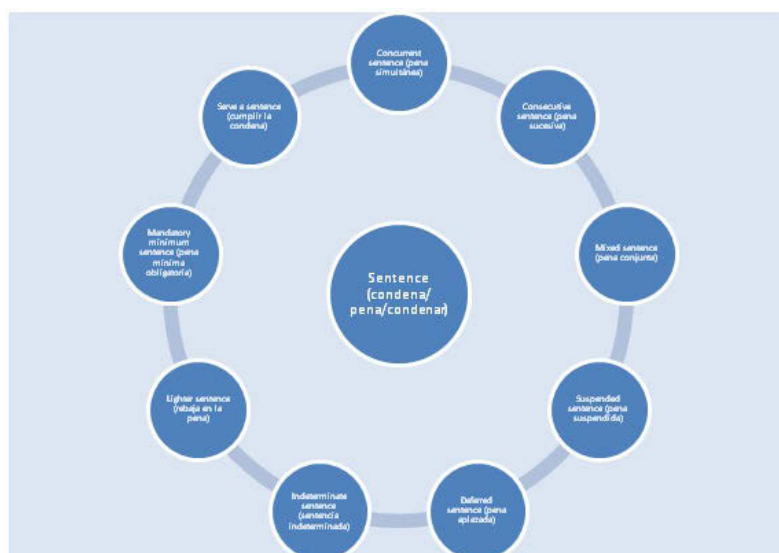 Concurrent
sentence (pena
simultánea)
Consecutive
sentence (pena
sucesiva)
Mixed sentence
(pena conjunta)
Suspended
sentence (pena
suspendida)
Deferred
sentence (pena
aplazada)
Indeterminate
sentence
(sentencia
indeterminada)
Lighter sentence
(rebaja en la
pena)
Mandatory
minimum
sentence (pena
mínima
obligatoria)
Serve a sentence
(cumplir la
condena)
Sentence
(condena/
pena/condenar)